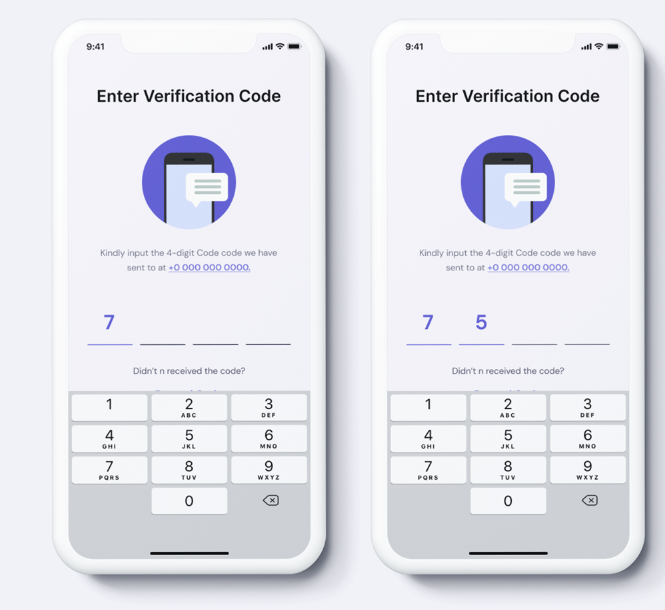 9:41
Enter Verification Code
Kindly input the 4-digit Code code we have
sent to at +0 000 000 0000.
7
Didn't n received the code?
1
2
ABC
3
DEF
4
GHI
5
JKL
6
MNO
7
PQRS
8
TUV
9
WXYZ
0
9:41
Enter Verification Code
Kindly input the 4-digit Code code we have
sent to at +0 000 000 0000.
7 5
Didn't n received the code?
1
2
ABC
3
DEF
4
GHI
5
JKL
6
MNO
7
PQRS
8
TUV
9
WXYZ
0